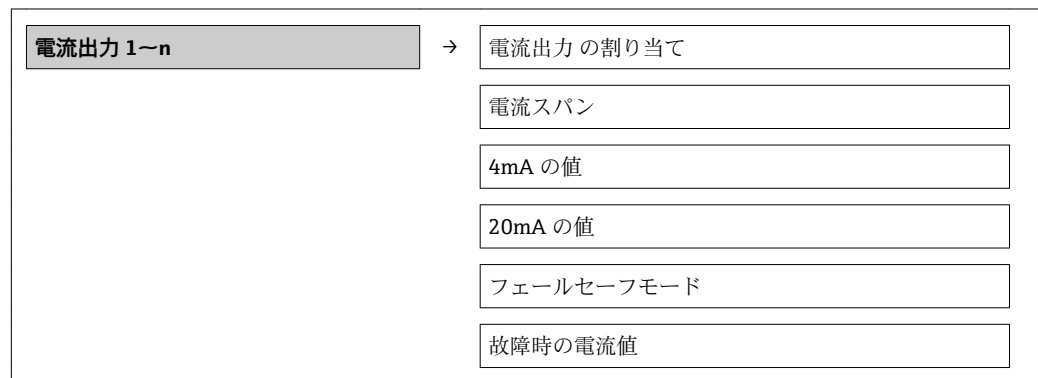 電流出力 1〜n → 電流出力 の割り当て
電流スパン
4mA の値
20mA の値
フェールセーフモード
故障時の電流値